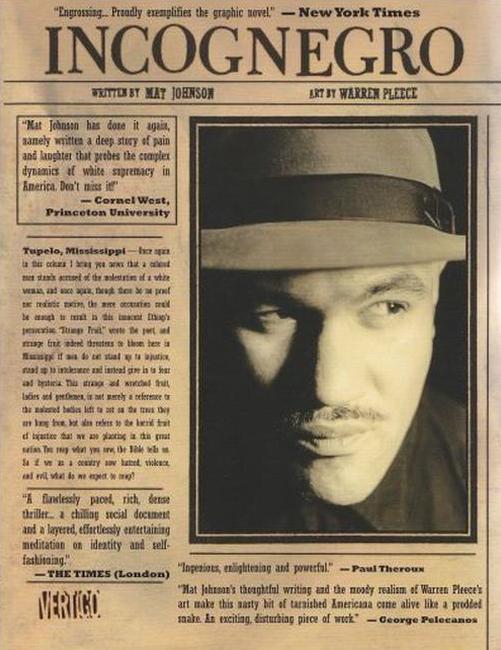 "Engrossing... Proudly exemplifies the graphic novel." — New York Times
INCOGNEGRO
WRITTEN BY MAT JOHNSON
ART BY WARREN PLEECE
"Mat Johnson has done it again,
namely written a deep story of pain
and laughter that probes the complex
dynamics of white supremacy in
America. Don't miss it!"
— Cornel West,
Princeton University
Tupelo, Mississippi — Once again
in this column I bring you news that a colored
man stands accused of the molestation of a white
woman, and once again, though there be no proof
nor realistic motive, the mere accusation could
be enough to result in this innocent Ethiop's
persecution. "Strange Fruit," wrote the poet, and
strange fruit indeed threatens to bloom here in
Mississippi if men do not stand up to injustice,
stand up to intolerance and instead give in to fear
and hysteria. This strange and wretched fruit,
ladies and gentlemen, is not merely a reference to
the molested bodies left to rot on the trees they
are hung from, but also refers to the horrid fruit
of injustice that we are planting in this great
nation. You reap what you sow, the Bible tells us.
So if we as a country sow hatred, violence,
and evil, what do we expect to reap?
"A flawlessly paced, rich, dense
thriller... a chilling social document
and a layered, effortlessly entertaining
meditation on identity and self-
fashioning."
— THE TIMES (London)
VERTIGO
"Ingenious, enlightening and powerful." — Paul Theroux
"Mat Johnson's thoughtful writing and the moody realism of Warren Pleece's
art make this nasty bit of tarnished Americana come alive like a prodded
snake. An exciting, disturbing piece of work." — George Pelecanos